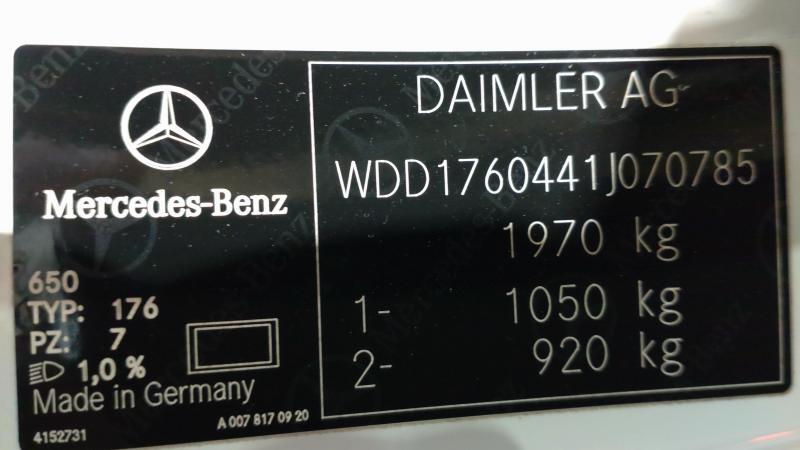 Mercedes-Benz
650
TYP: 176
PZ: 7
1,0 %
Made in Germany
4152731
A 007 817 09 20
DAIMLER AG
WDD1760441J070785
1970 kg
1- 1050 kg
2- 920 kg